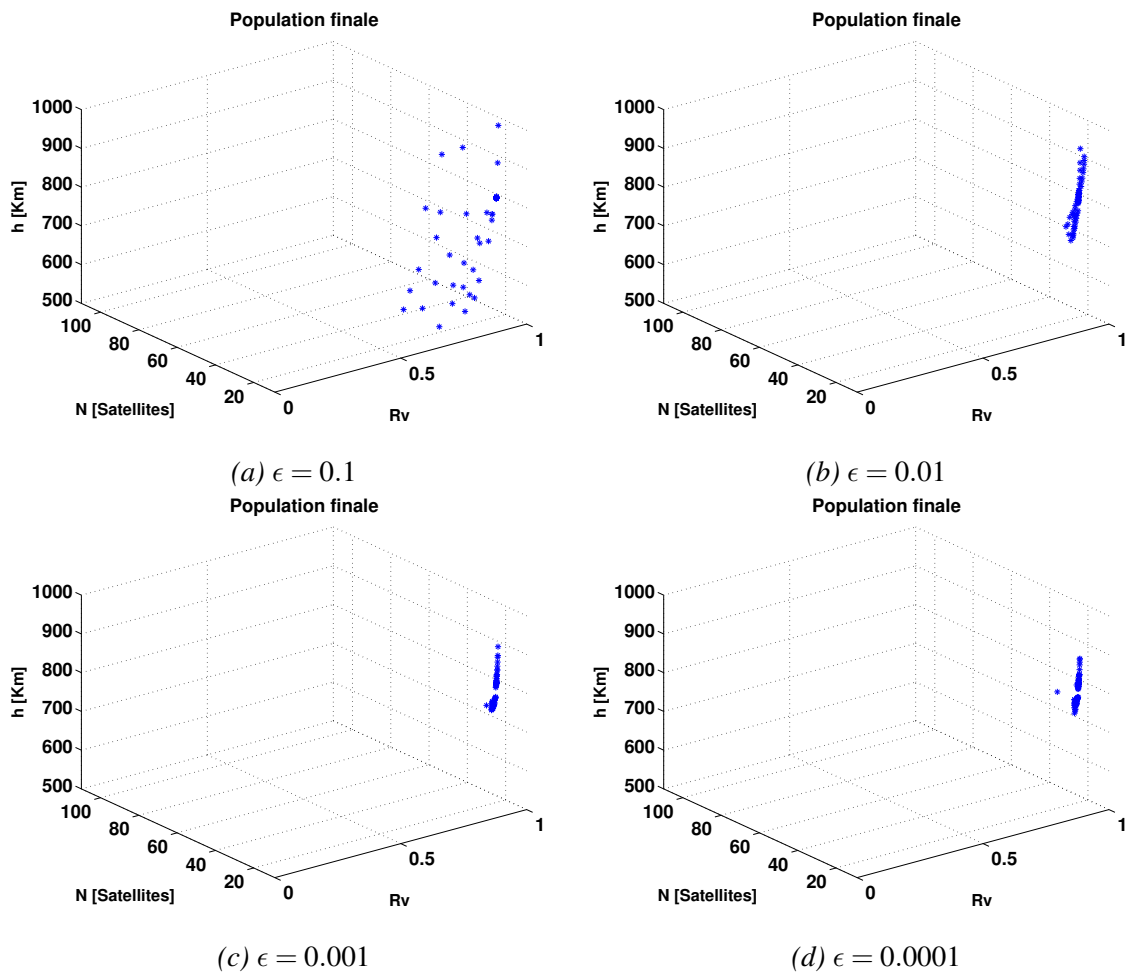 Population finale
Population finale
1000
900
800
700
600
500
h [Km]
100
80
60
40
20
N [Satellites]
0
0.5
1
Rv
1000
900
800
700
600
500
h [Km]
100
80
60
40
20
N [Satellites]
0
0.5
1
Rv
(a) ϵ = 0.1
(b) ϵ = 0.01
Population finale
Population finale
1000
900
800
700
600
500
h [Km]
100
80
60
40
20
N [Satellites]
0
0.5
1
Rv
1000
900
800
700
600
500
h [Km]
100
80
60
40
20
N [Satellites]
0
0.5
1
Rv
(c) ϵ = 0.001
(d) ϵ = 0.0001